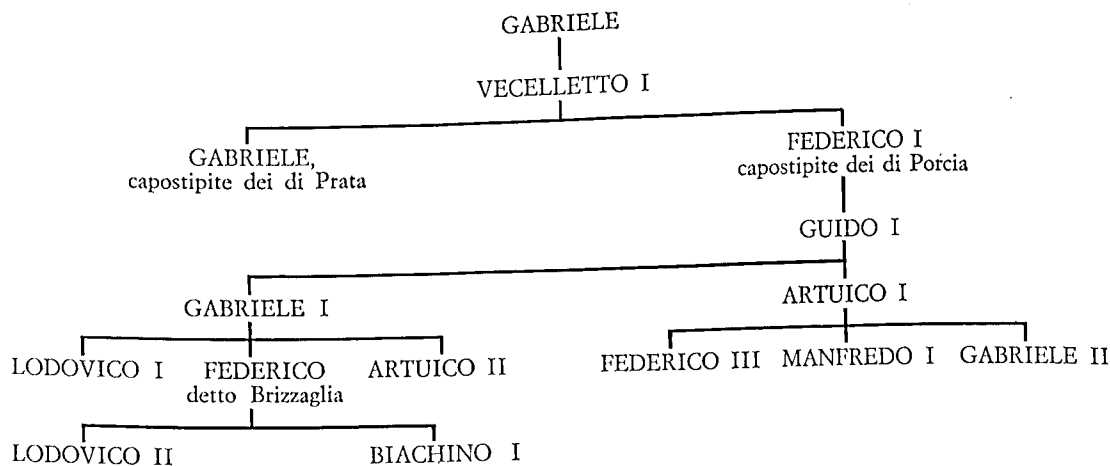 GABRIELE
VECELLETTO I
GABRIELE,
capostipite dei di Prata
FEDERICO I
capostipite dei di Porcia
GUIDO I
GABRIELE I
ARTUICO I
LODOVICO I
FEDERICO
detto Brizzaglia
ARTUICO II
FEDERICO III
MANFREDO I
GABRIELE II
LODOVICO II
BIACHINO I